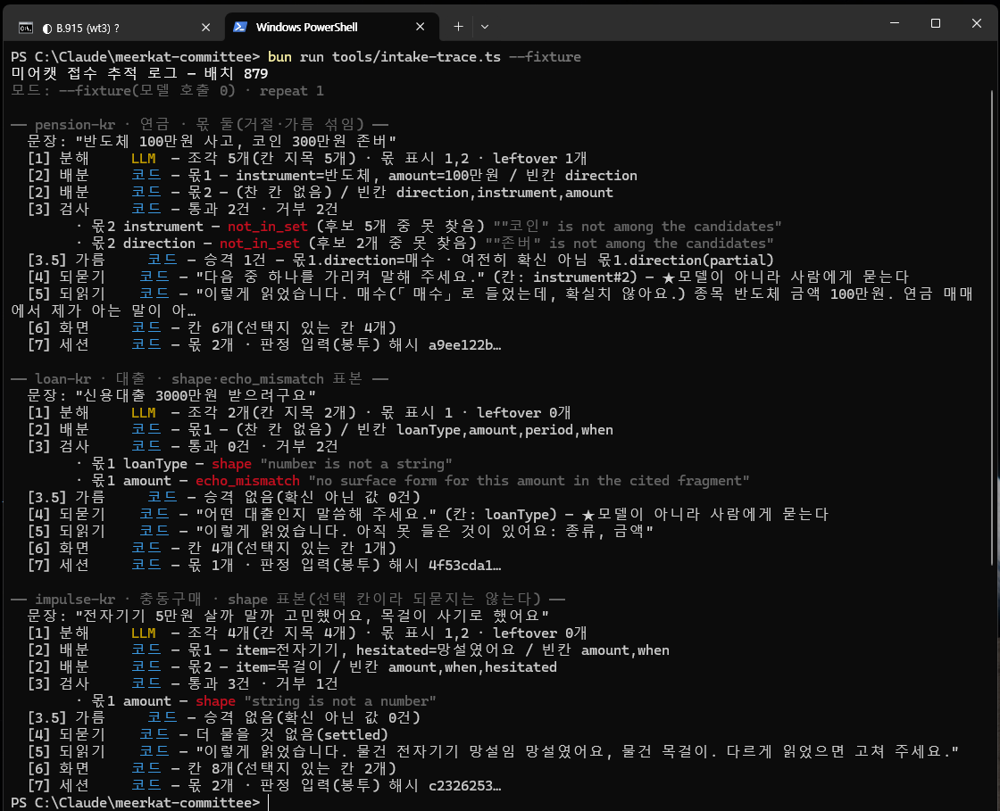 B.915 (wt3) ?
Windows PowerShell
PS C:\Claude\meerkat-committee> bun run tools/intake-trace.ts --fixture
미어캣 접수 추적 로그 — 배치 879
모드: --fixture(모델 호출 0) · repeat 1
── pension-kr · 연금 · 몫 둘(거절·가름 섞임) ──
문장: "반도체 100만원 사고, 코인 300만원 존버"
[1] 분해 LLM — 조각 5개(칸 지목 5개) · 몫 표시 1,2 · leftover 1개
[2] 배분 코드 — 몫1 — instrument=반도체, amount=100만원 / 빈칸 direction
[2] 배분 코드 — 몫2 — (찬 칸 없음) / 빈칸 direction,instrument,amount
[3] 검사 코드 — 통과 2건 · 거부 2건
· 몫2 instrument — not_in_set (후보 5개 중 못 찾음) ""코인" is not among the candidates"
· 몫2 direction — not_in_set (후보 2개 중 못 찾음) ""존버" is not among the candidates"
[3.5] 가름 코드 — 승격 1건 — 몫1.direction=매수 · 여전히 확신 아님 몫1.direction(partial)
[4] 되묻기 코드 — "다음 중 하나를 가리켜 말해 주세요." (칸: instrument#2) — ★모델이 아니라 사람에게 묻는다
[5] 되읽기 코드 — "이렇게 읽었습니다. 매수(「매수」로 들었는데, 확실치 않아요.) 종목 반도체 금액 100만원. 연금 매매
에서 제가 아는 말이 아…
[6] 화면 코드 — 칸 6개(선택지 있는 칸 4개)
[7] 세션 코드 — 몫 2개 · 판정 입력(봉투) 해시 a9ee122b…
── loan-kr · 대출 · shape·echo_mismatch 표본 ──
문장: "신용대출 3000만원 받으려구요"
[1] 분해 LLM — 조각 2개(칸 지목 2개) · 몫 표시 1 · leftover 0개
[2] 배분 코드 — 몫1 — (찬 칸 없음) / 빈칸 loanType,amount,period,when
[3] 검사 코드 — 통과 0건 · 거부 2건
· 몫1 loanType — shape "number is not a string"
· 몫1 amount — echo_mismatch "no surface form for this amount in the cited fragment"
[3.5] 가름 코드 — 승격 없음(확신 아닌 값 0건)
[4] 되묻기 코드 — "어떤 대출인지 말씀해 주세요." (칸: loanType) — ★모델이 아니라 사람에게 묻는다
[5] 되읽기 코드 — "이렇게 읽었습니다. 아직 못 들은 것이 있어요: 종류, 금액"
[6] 화면 코드 — 칸 4개(선택지 있는 칸 1개)
[7] 세션 코드 — 몫 1개 · 판정 입력(봉투) 해시 4f53cda1…
── impulse-kr · 충동구매 · shape 표본(선택 칸이라 되묻지는 않는다) ──
문장: "전자기기 5만원 살까 말까 고민했어요, 목걸이 사기로 했어요"
[1] 분해 LLM — 조각 4개(칸 지목 4개) · 몫 표시 1,2 · leftover 0개
[2] 배분 코드 — 몫1 — item=전자기기, hesitated=망설였어요 / 빈칸 amount,when
[2] 배분 코드 — 몫2 — item=목걸이 / 빈칸 amount,when,hesitated
[3] 검사 코드 — 통과 3건 · 거부 1건
· 몫1 amount — shape "string is not a number"
[3.5] 가름 코드 — 승격 없음(확신 아닌 값 0건)
[4] 되묻기 코드 — 더 물을 것 없음(settled)
[5] 되읽기 코드 — "이렇게 읽었습니다. 물건 전자기기 망설임 망설였어요, 물건 목걸이. 다르게 읽었으면 고쳐 주세요."
[6] 화면 코드 — 칸 8개(선택지 있는 칸 2개)
[7] 세션 코드 — 몫 2개 · 판정 입력(봉투) 해시 c2326253…
PS C:\Claude\meerkat-committee>